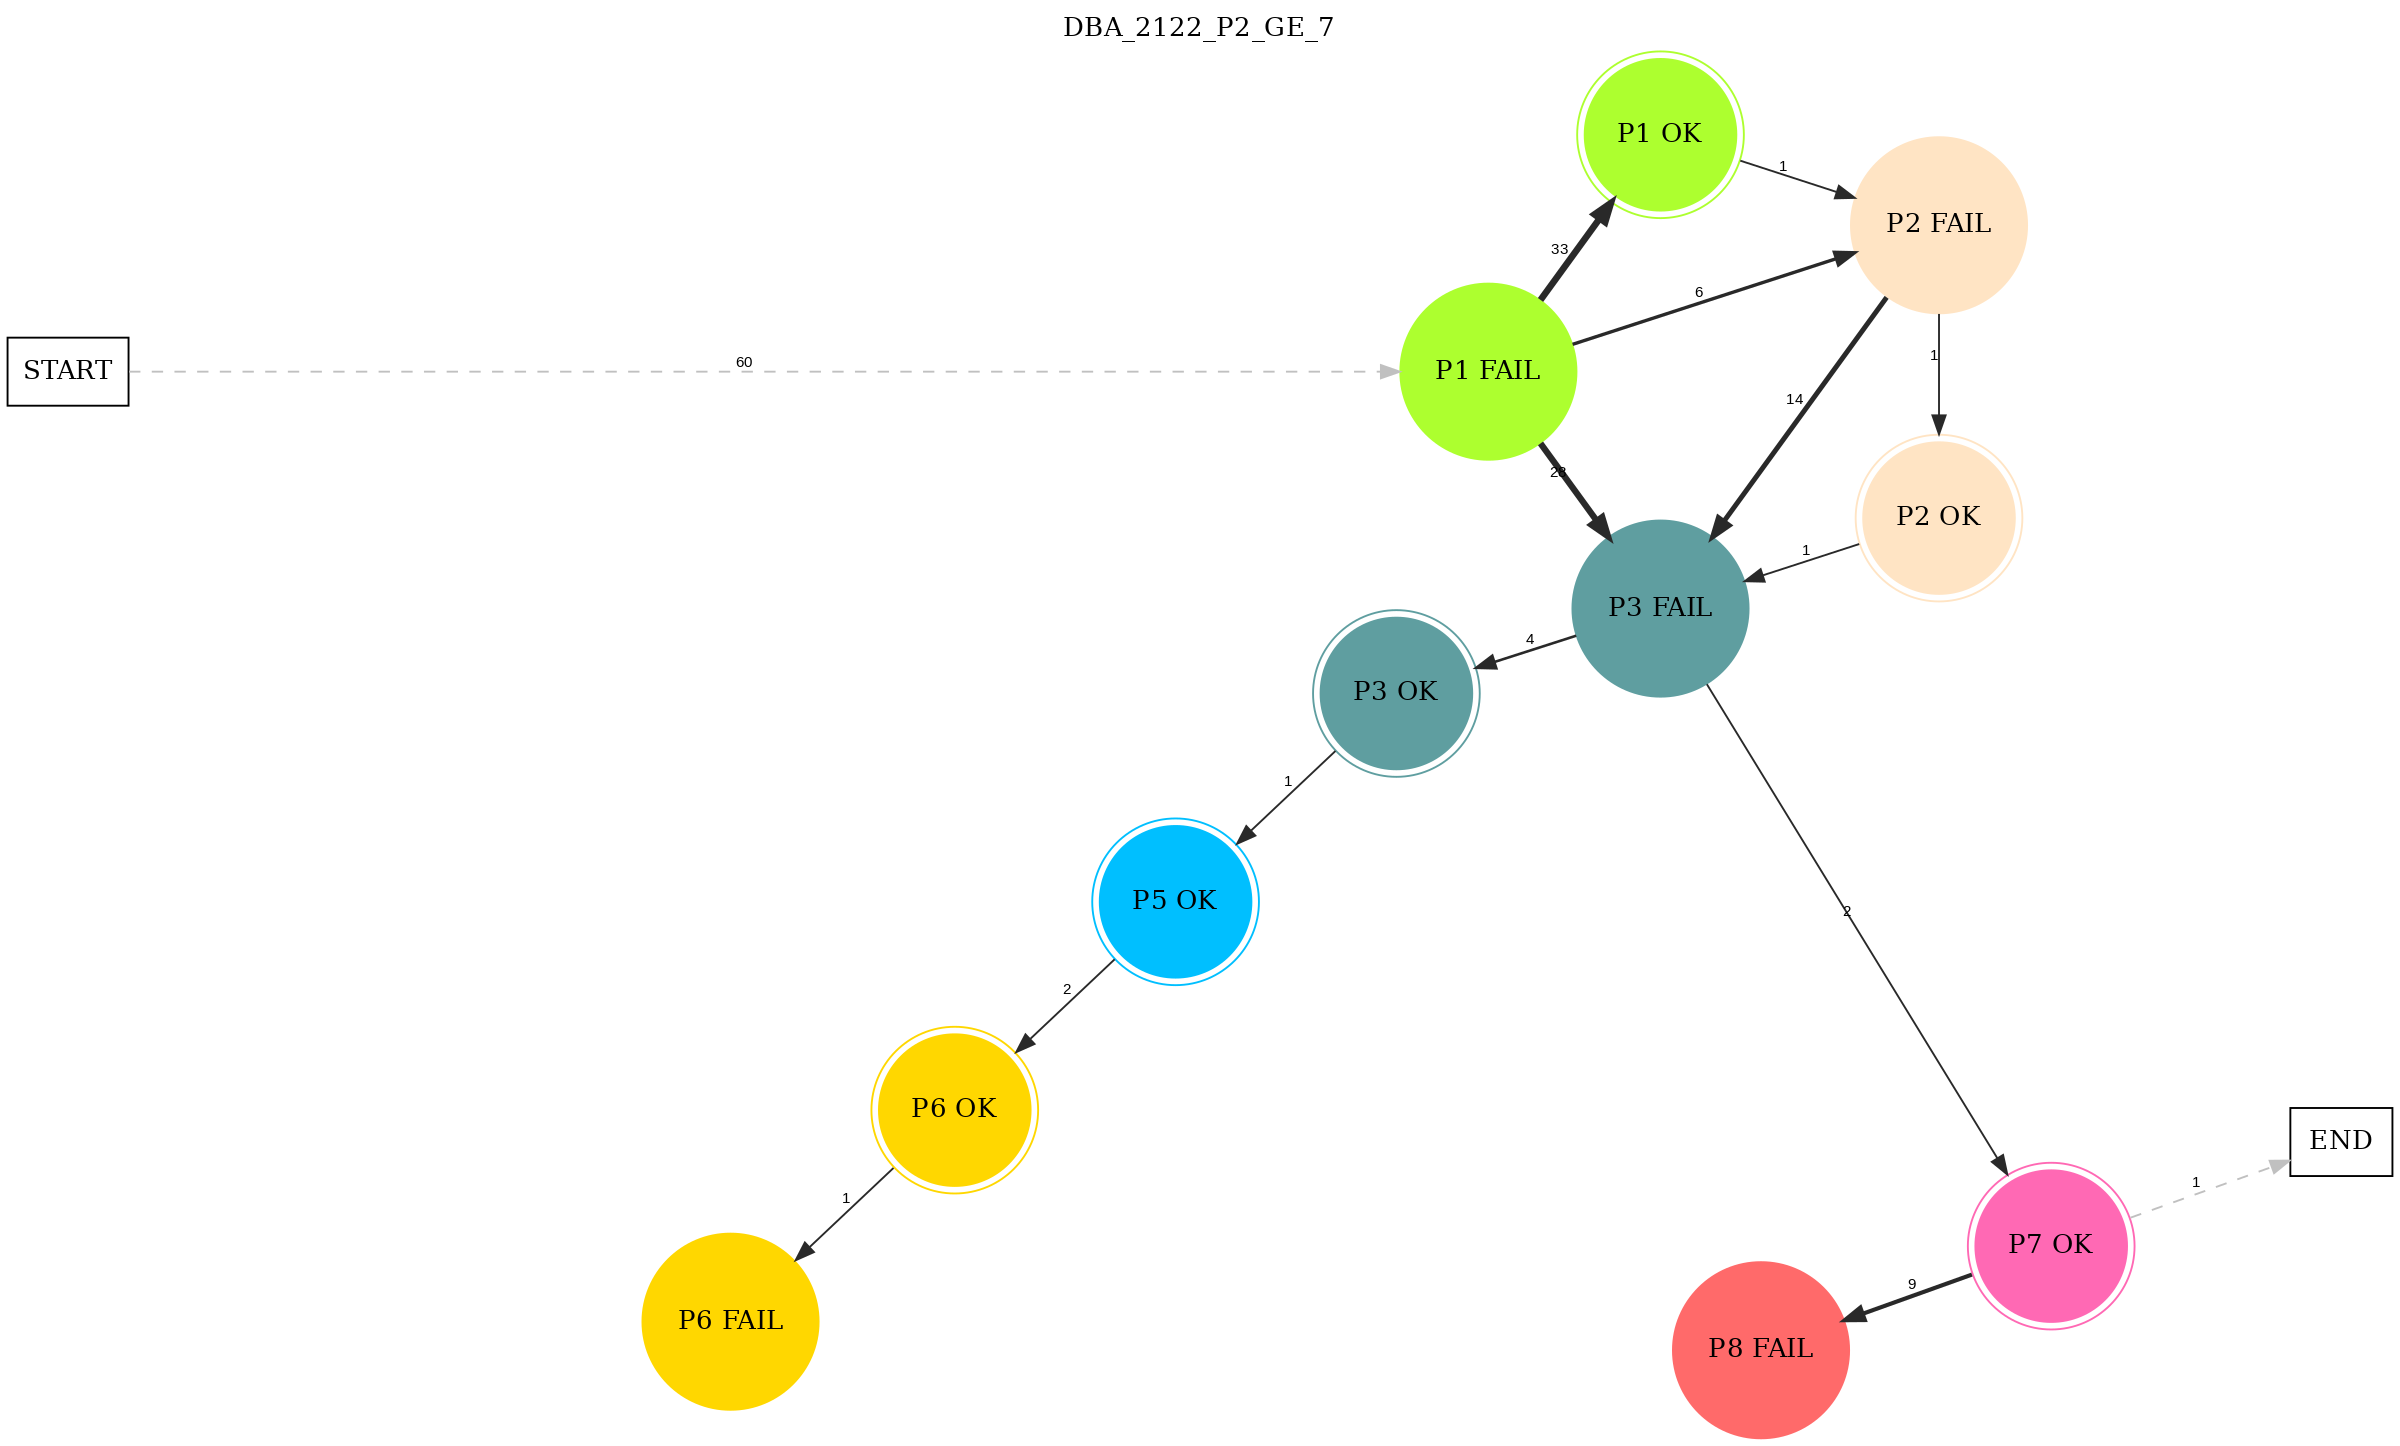 DBA_2122_P2_GE_7
P1 OK
1
P2 FAIL
33
6
START
60
P1 FAIL
1
14
28
P2 OK
1
P3 FAIL
4
P3 OK
1
P5 OK
2
2
P6 OK
END
1
1
P7 OK
9
P6 FAIL
P8 FAIL